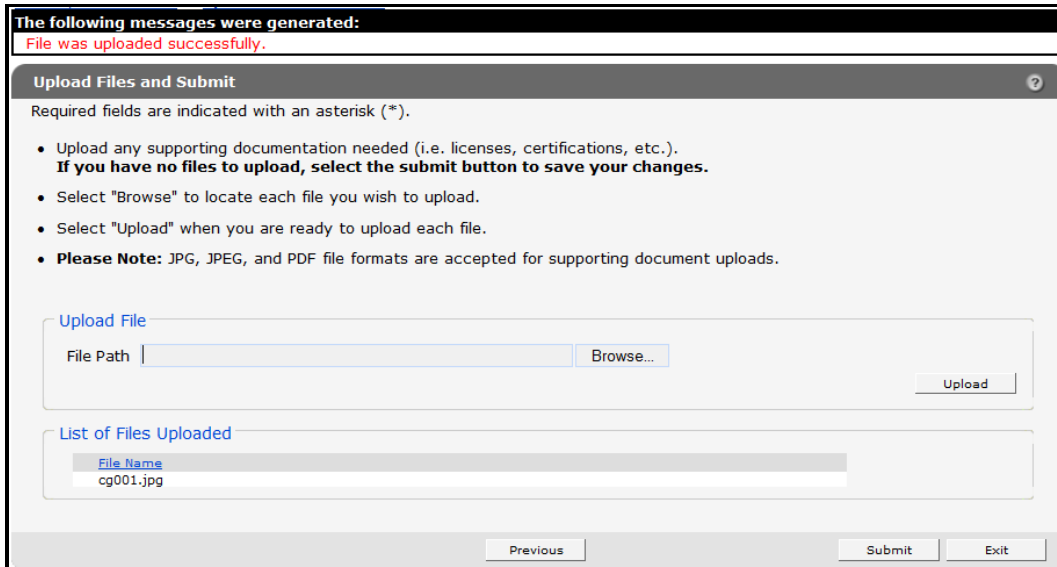 The following messages were generated:
File was uploaded successfully.
Upload Files and Submit
?
Required fields are indicated with an asterisk (*).
• Upload any supporting documentation needed (i.e. licenses, certifications, etc.).
If you have no files to upload, select the submit button to save your changes.
• Select "Browse" to locate each file you wish to upload.
• Select "Upload" when you are ready to upload each file.
• Please Note: JPG, JPEG, and PDF file formats are accepted for supporting document uploads.
Upload File
File Path
Browse...
Upload
List of Files Uploaded
File Name
cg001.jpg
Previous
Submit
Exit